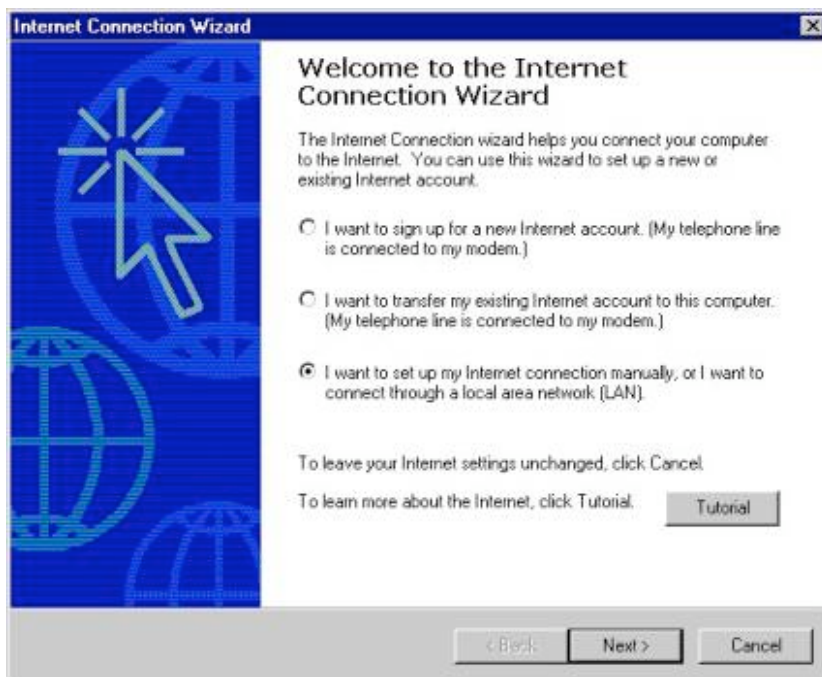 Internet Connection Wizard
Welcome to the Internet
Connection Wizard
The Internet Connection wizard helps you connect your computer
to the Internet. You can use this wizard to set up a new or
existing Internet account.
I want to sign up for a new Internet account. (My telephone line
is connected to my modem.)
I want to transfer my existing Internet account to this computer.
(My telephone line is connected to my modem.)
I want to set up my Internet connection manually, or I want to
connect through a local area network (LAN).
To leave your Internet settings unchanged, click Cancel.
To learn more about the Internet, click Tutorial.
Tutorial
< Back
Next >
Cancel